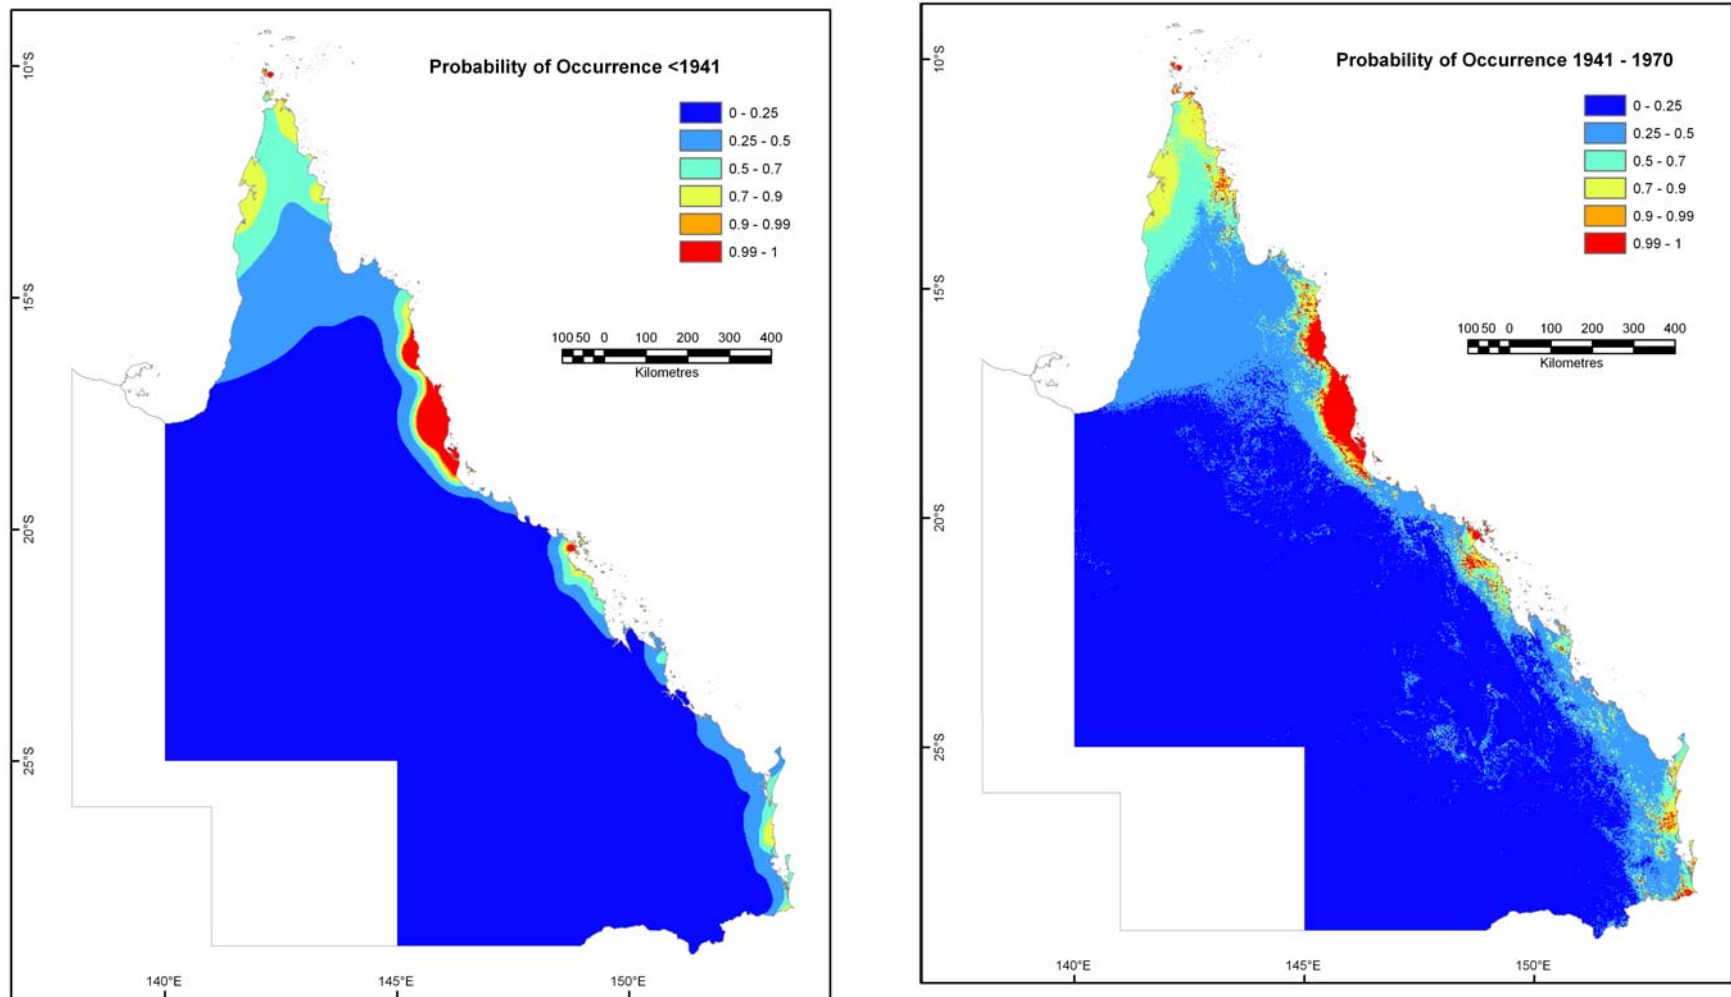 Probability of Occurrence <1941
0 - 0.25
0.25 - 0.5
0.5 - 0.7
0.7 - 0.9
0.9 - 0.99
0.99 - 1
100 50 0 100 200 300 400
Kilometres
10°S
15°S
20°S
25°S
140°E 145°E 150°E
Probability of Occurrence 1941 - 1970
0 - 0.25
0.25 - 0.5
0.5 - 0.7
0.7 - 0.9
0.9 - 0.99
0.99 - 1
100 50 0 100 200 300 400
Kilometres
10°S
15°S
20°S
25°S
140°E 145°E 150°E